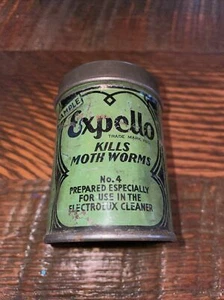 SAMPLE
Expello
TRADE MARK
KILLS
MOTH WORMS
No. 4
PREPARED ESPECIALLY
FOR USE IN THE
ELECTROLUX CLEANER